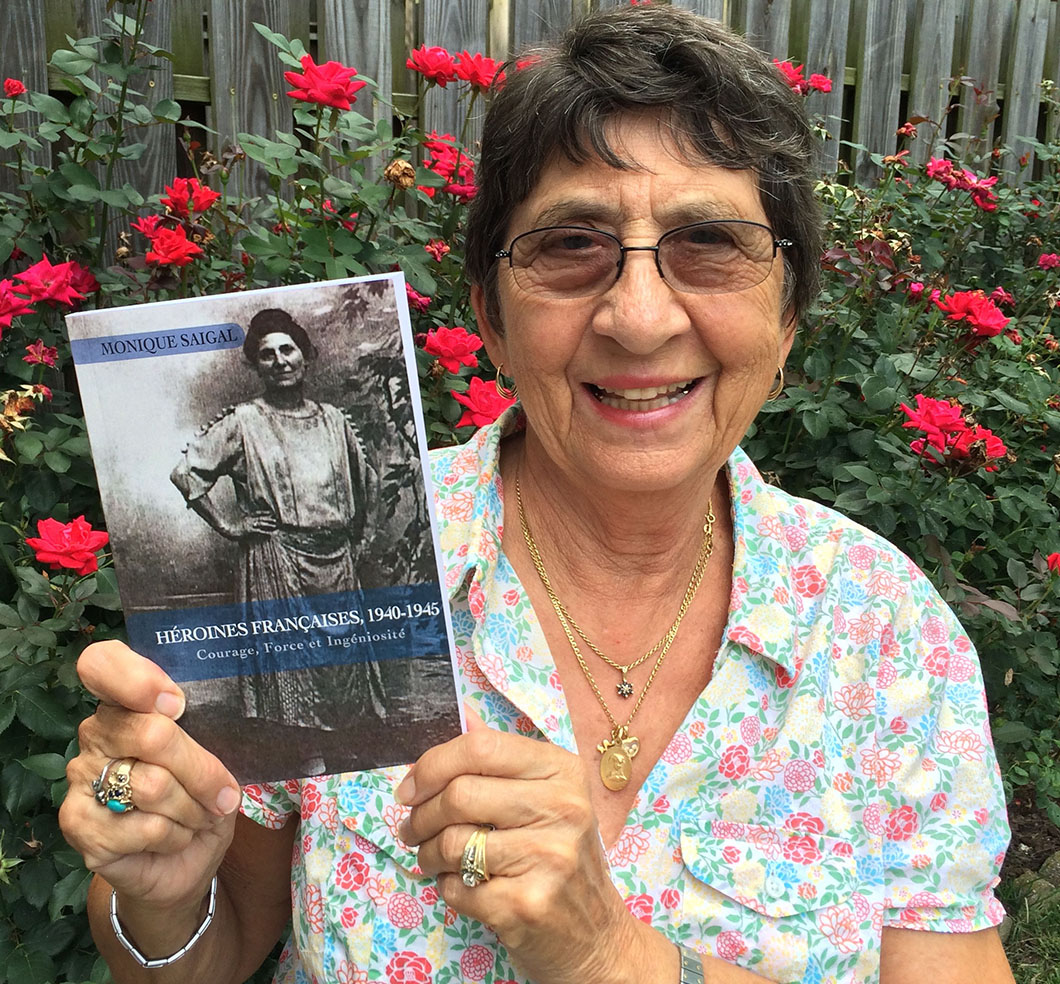 MONIQUE SAIGAL
HÉROINES FRANÇAISES, 1940-1945
Courage, Force et Ingéniosité